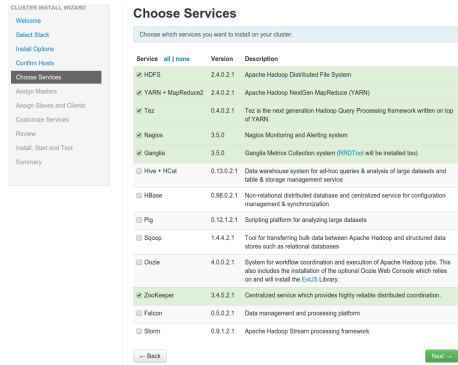 CLUSTER INSTALL WIZARD
Welcome
Select Stack
Install Options
Confirm Hosts
Choose Services
Assign Masters
Assign Slaves and Clients
Customize Services
Review
Install, Start and Test
Summary
Choose Services
Choose which services you want to install on your cluster.
Service all | none Version Description
HDFS 2.4.0.2.1 Apache Hadoop Distributed File System
YARN + MapReduce2 2.4.0.2.1 Apache Hadoop NextGen MapReduce (YARN)
Tez 0.4.0.2.1 Tez is the next generation Hadoop Query Processing framework written on top
of YARN.
Nagios 3.5.0 Nagios Monitoring and Alerting system
Ganglia 3.5.0 Ganglia Metrics Collection system (RRDTool will be installed too)
Hive + HCat 0.13.0.2.1 Data warehouse system for ad-hoc queries & analysis of large datasets and
table & storage management service
HBase 0.98.0.2.1 Non-relational distributed database and centralized service for configuration
management & synchronization
Pig 0.12.1.2.1 Scripting platform for analyzing large datasets
Sqoop 1.4.4.2.1 Tool for transferring bulk data between Apache Hadoop and structured data
stores such as relational databases
Oozie 4.0.0.2.1 System for workflow coordination and execution of Apache Hadoop jobs. This
also includes the installation of the optional Oozie Web Console which relies
on and will install the ExtJS Library.
ZooKeeper 3.4.5.2.1 Centralized service which provides highly reliable distributed coordination.
Falcon 0.5.0.2.1 Data management and processing platform
Storm 0.9.1.2.1 Apache Hadoop Stream processing framework
← Back
Next →